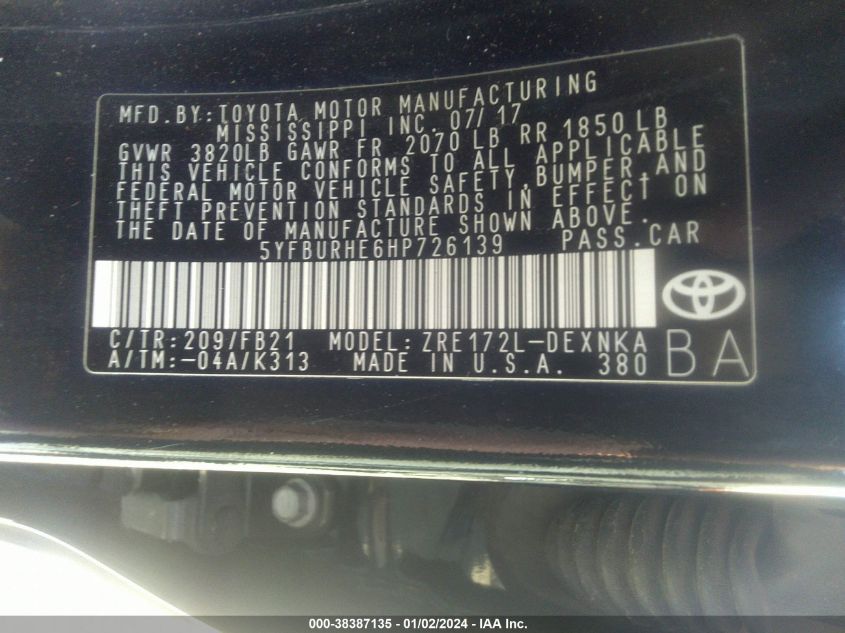 MFD. BY: TOYOTA MOTOR MANUFACTURING
MISSISSIPPI INC. 07/17
GVWR 3820LB GAWR FR 2070 LB RR 1850 LB
THIS VEHICLE CONFORMS TO ALL APPLICABLE
FEDERAL MOTOR VEHICLE SAFETY, BUMPER, AND
THEFT PREVENTION STANDARDS IN EFFECT ON
THE DATE OF MANUFACTURE SHOWN ABOVE.
5YFBURHE6HP726139 PASS. CAR
C/TR: 209/FB21 MODEL: ZRE172L-DEXNKA
A/TM: -04A/K313 MADE IN U.S.A. 380
BA
000-38387135 - 01/02/2024 - IAA Inc.